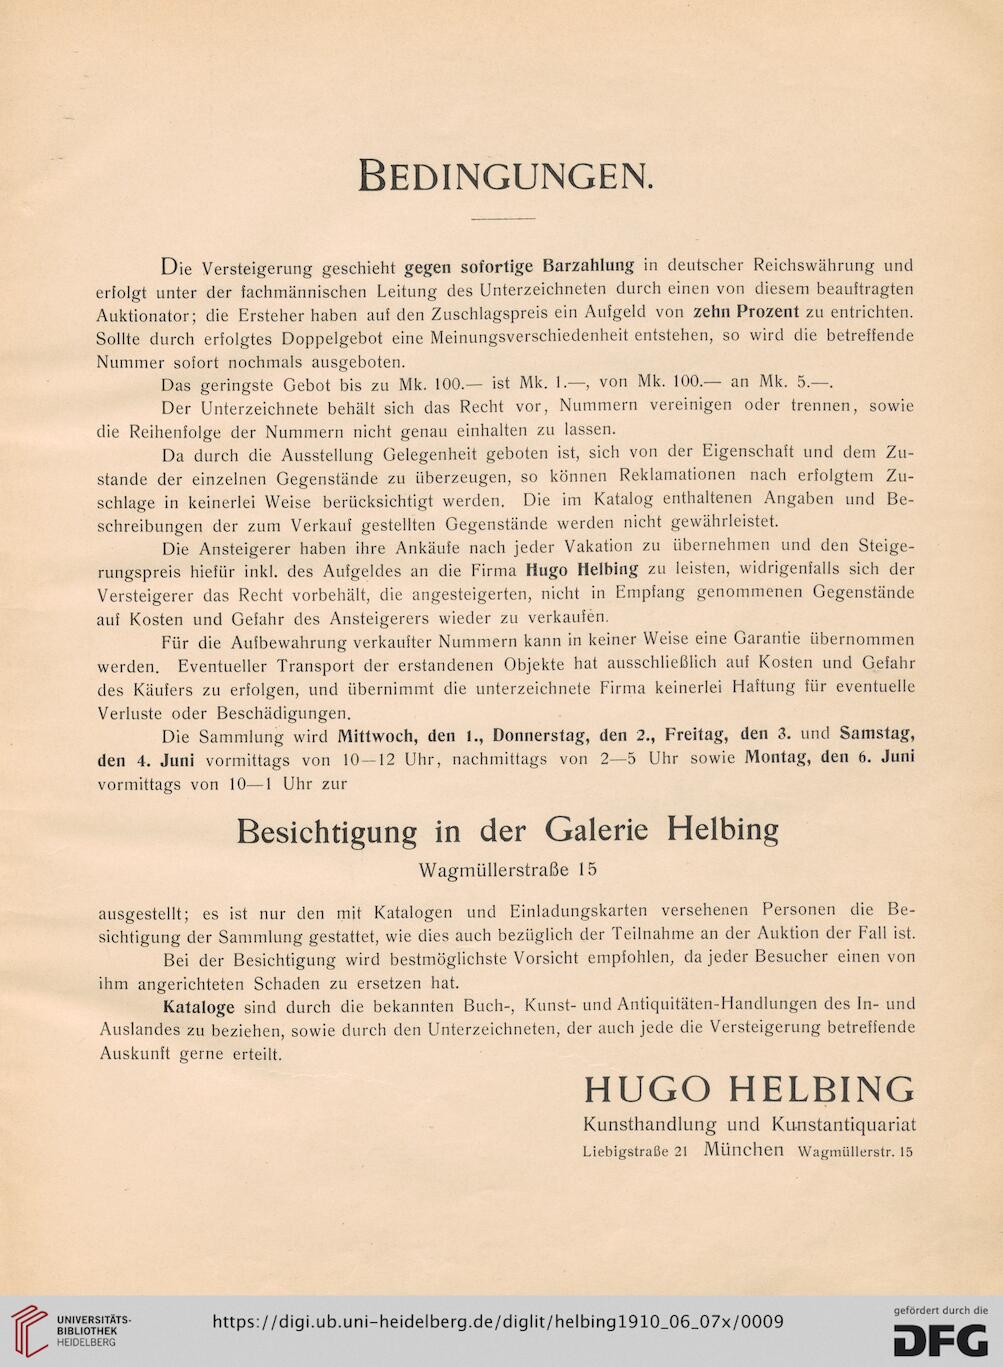 BEDINGUNGEN.
Die Versteigerung geschieht gegen sofortige Barzahlung in deutscher Reichswährung und
erfolgt unter der fachmännischen Leitung des Unterzeichneten durch einen von diesem beauftragten
Auktionator; die Ersteher haben auf den Zuschlagspreis ein Aufgeld von zehn Prozent zu entrichten.
Sollte durch erfolgtes Doppelgebot eine Meinungsverschiedenheit entstehen, so wird die betreffende
Nummer sofort nochmals ausgeboten.
Das geringste Gebot bis zu Mk. 100.— ist Mk. 1.—, von Mk. 100.— an Mk. 5.—.
Der Unterzeichnete behält sich das Recht vor, Nummern vereinigen oder trennen, sowie
die Reihenfolge der Nummern nicht genau einhalten zu lassen.
Da durch die Ausstellung Gelegenheit geboten ist, sich von der Eigenschaft und dem Zu-
stande der einzelnen Gegenstände zu überzeugen, so können Reklamationen nach erfolgtem Zu-
schlage in keinerlei Weise berücksichtigt werden. Die im Katalog enthaltenen Angaben und Be-
schreibungen der zum Verkauf gestellten Gegenstände werden nicht gewährleistet.
Die Ansteigerer haben ihre Ankäufe nach jeder Vakation zu übernehmen und den Steige-
rungspreis hiefür inkl. des Aufgeldes an die Firma Hugo Helbing zu leisten, widrigenfalls sich der
Versteigerer das Recht vorbehält, die angesteigerten, nicht in Empfang genommenen Gegenstände
auf Kosten und Gefahr des Ansteigerers wieder zu verkaufen.
Für die Aufbewahrung verkaufter Nummern kann in keiner Weise eine Garantie übernommen
werden. Eventueller Transport der erstandenen Objekte hat ausschließlich auf Kosten und Gefahr
des Käufers zu erfolgen, und übernimmt die unterzeichnete Firma keinerlei Haftung für eventuelle
Verluste oder Beschädigungen.
Die Sammlung wird Mittwoch, den 1., Donnerstag, den 2., Freitag, den 3. und Samstag,
den 4. Juni vormittags von 10—12 Uhr, nachmittags von 2—5 Uhr sowie Montag, den 6. Juni
vormittags von 10—1 Uhr zur
Besichtigung in der Galerie Helbing
Wagmüllerstraße 15
ausgestellt; es ist nur den mit Katalogen und Einladungskarten versehenen Personen die Be-
sichtigung der Sammlung gestattet, wie dies auch bezüglich der Teilnahme an der Auktion der Fall ist.
Bei der Besichtigung wird bestmöglichste Vorsicht empfohlen, da jeder Besucher einen von
ihm angerichteten Schaden zu ersetzen hat.
Kataloge sind durch die bekannten Buch-, Kunst- und Antiquitäten-Handlungen des In- und
Auslandes zu beziehen, sowie durch den Unterzeichneten, der auch jede die Versteigerung betreffende
Auskunft gerne erteilt.
HUGO HELBING
Kunsthandlung und Kunstantiquariat
Liebigstraße 21 München Wagmüllerstr. 15
UNIVERSITÄTS-
BIBLIOTHEK
HEIDELBERG
https://digi.ub.uni-heidelberg.de/diglit/helbing1910_06_07x/0009
gefördert durch die
DFG